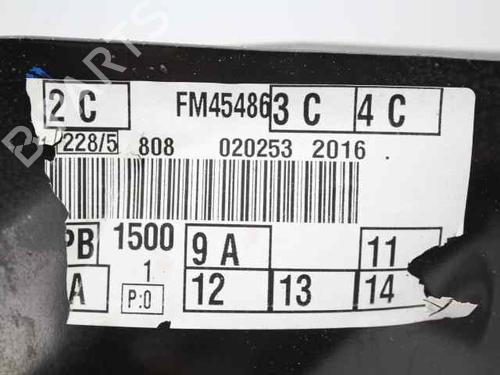 2 C FM45486 3 C 4 C
228/5 808 020253 2016
PB 1500 9 A 11
A 1 P:0 12 13 14